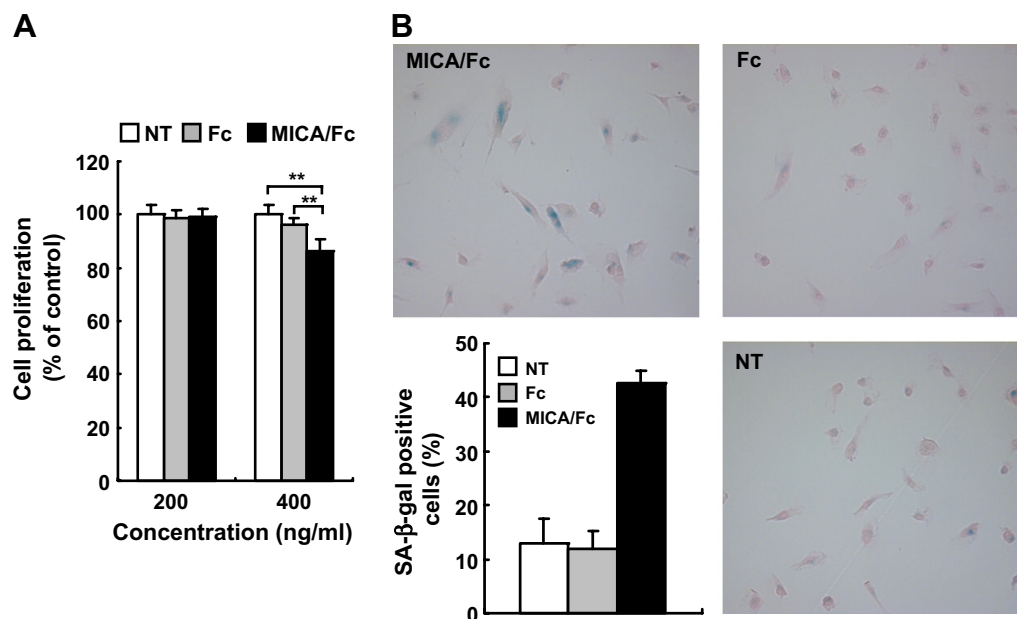 A
NT Fc MICA/Fc
120
100
80
60
40
20
0
** 
**
200 400
Concentration (ng/ml)
Cell proliferation
(% of control)
B
MICA/Fc
Fc
50
40
30
20
10
0
NT
Fc
MICA/Fc
SA-β-gal positive
cells (%)
NT